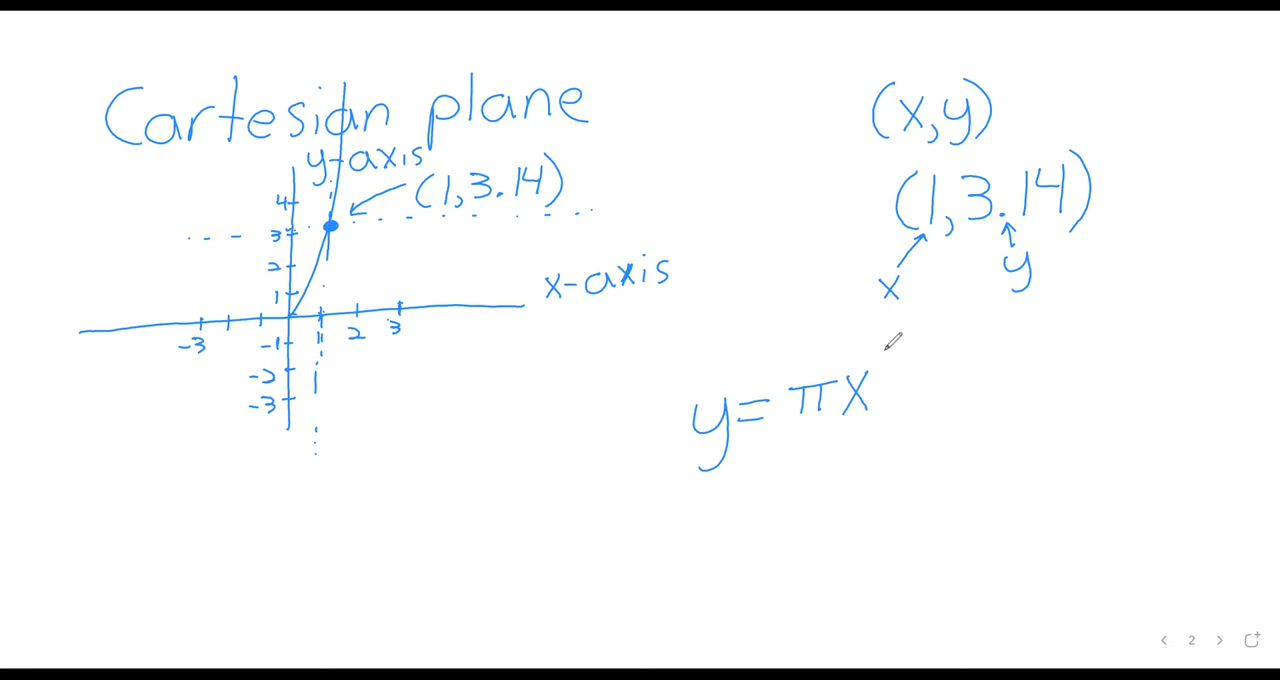 Cartesian plane
y-axis
(1,3.14)
4
3
2
1
x-axis
-3
1
2
3
-1
-2
-3
(x,y)
(1,3.14)
x
y
y=πx
2